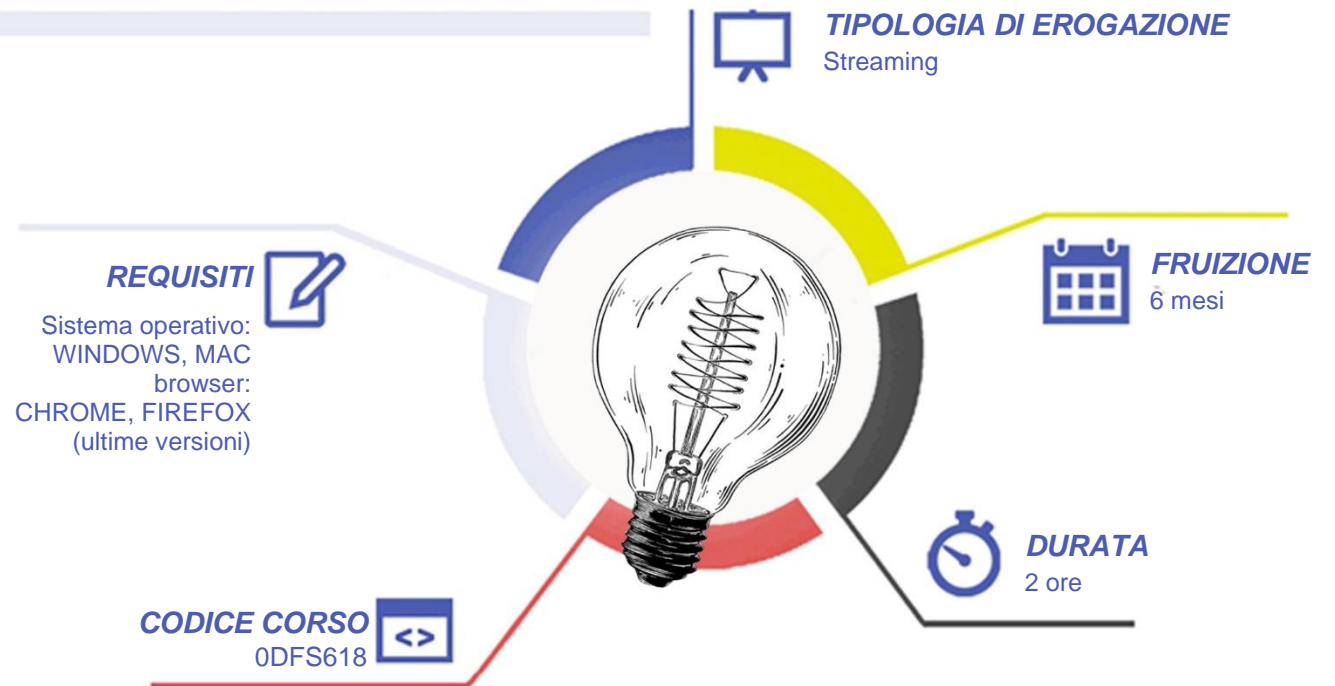 TIPOLOGIA DI EROGAZIONE
Streaming
REQUISITI
Sistema operativo:
WINDOWS, MAC
browser:
CHROME, FIREFOX
(ultime versioni)
FRUIZIONE
6 mesi
DURATA
2 ore
CODICE CORSO
0DFS618
<>